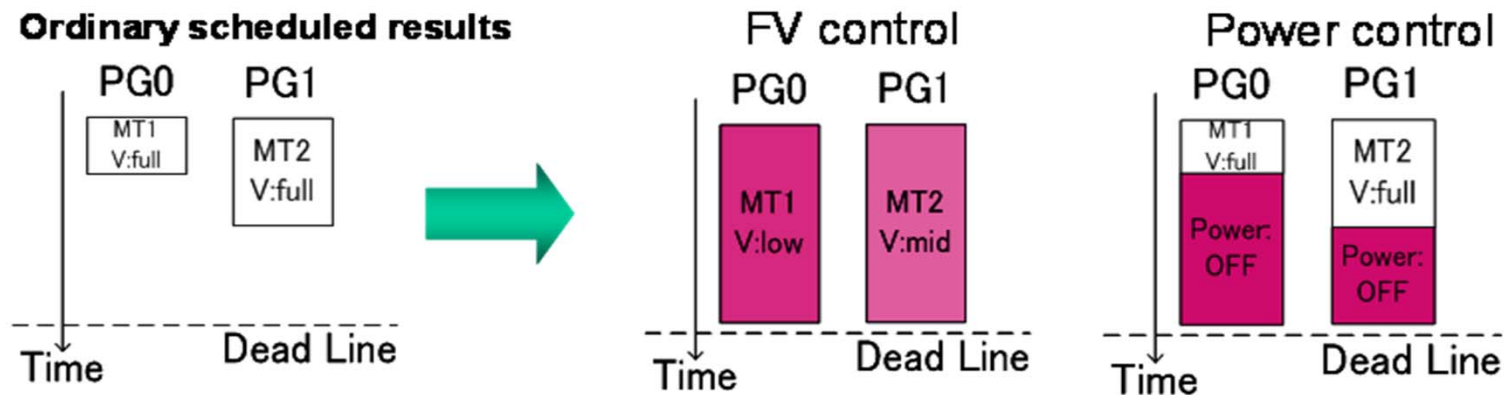 Ordinary scheduled results
PG0
PG1
MT1
V:full
MT2
V:full
Time
Dead Line
FV control
PG0
PG1
MT1
V:low
MT2
V:mid
Time
Dead Line
Power control
PG0
PG1
MT1
V:full
Power:
OFF
MT2
V:full
Power:
OFF
Time
Dead Line